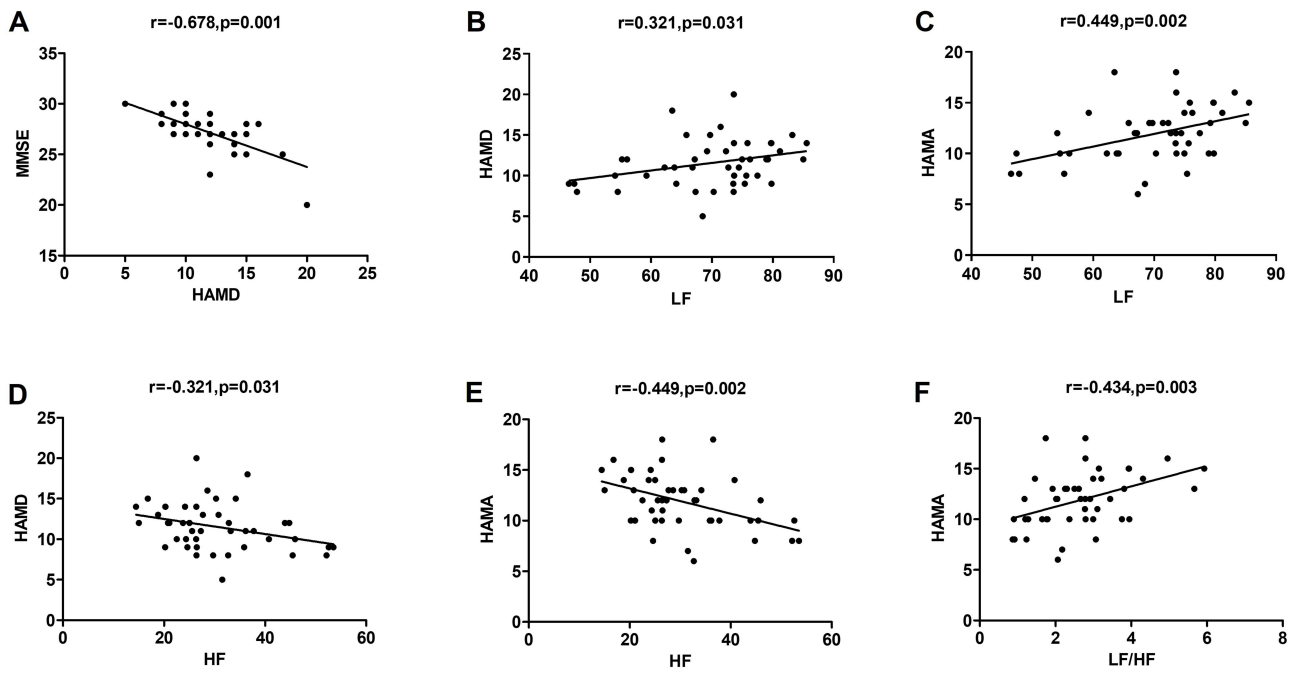 A
r=-0.678,p=0.001
MMSE
35
30
25
20
15
0 5 10 15 20 25
HAMD
B
r=0.321,p=0.031
HAMD
25
20
15
10
5
0
40 50 60 70 80 90
LF
C
r=0.449,p=0.002
HAMA
20
15
10
5
0
40 50 60 70 80 90
LF
D
r=-0.321,p=0.031
HAMD
25
20
15
10
5
0
0 20 40 60
HF
E
r=-0.449,p=0.002
HAMA
20
15
10
5
0
0 20 40 60
HF
F
r=-0.434,p=0.003
HAMA
20
15
10
5
0
0 2 4 6 8
LF/HF